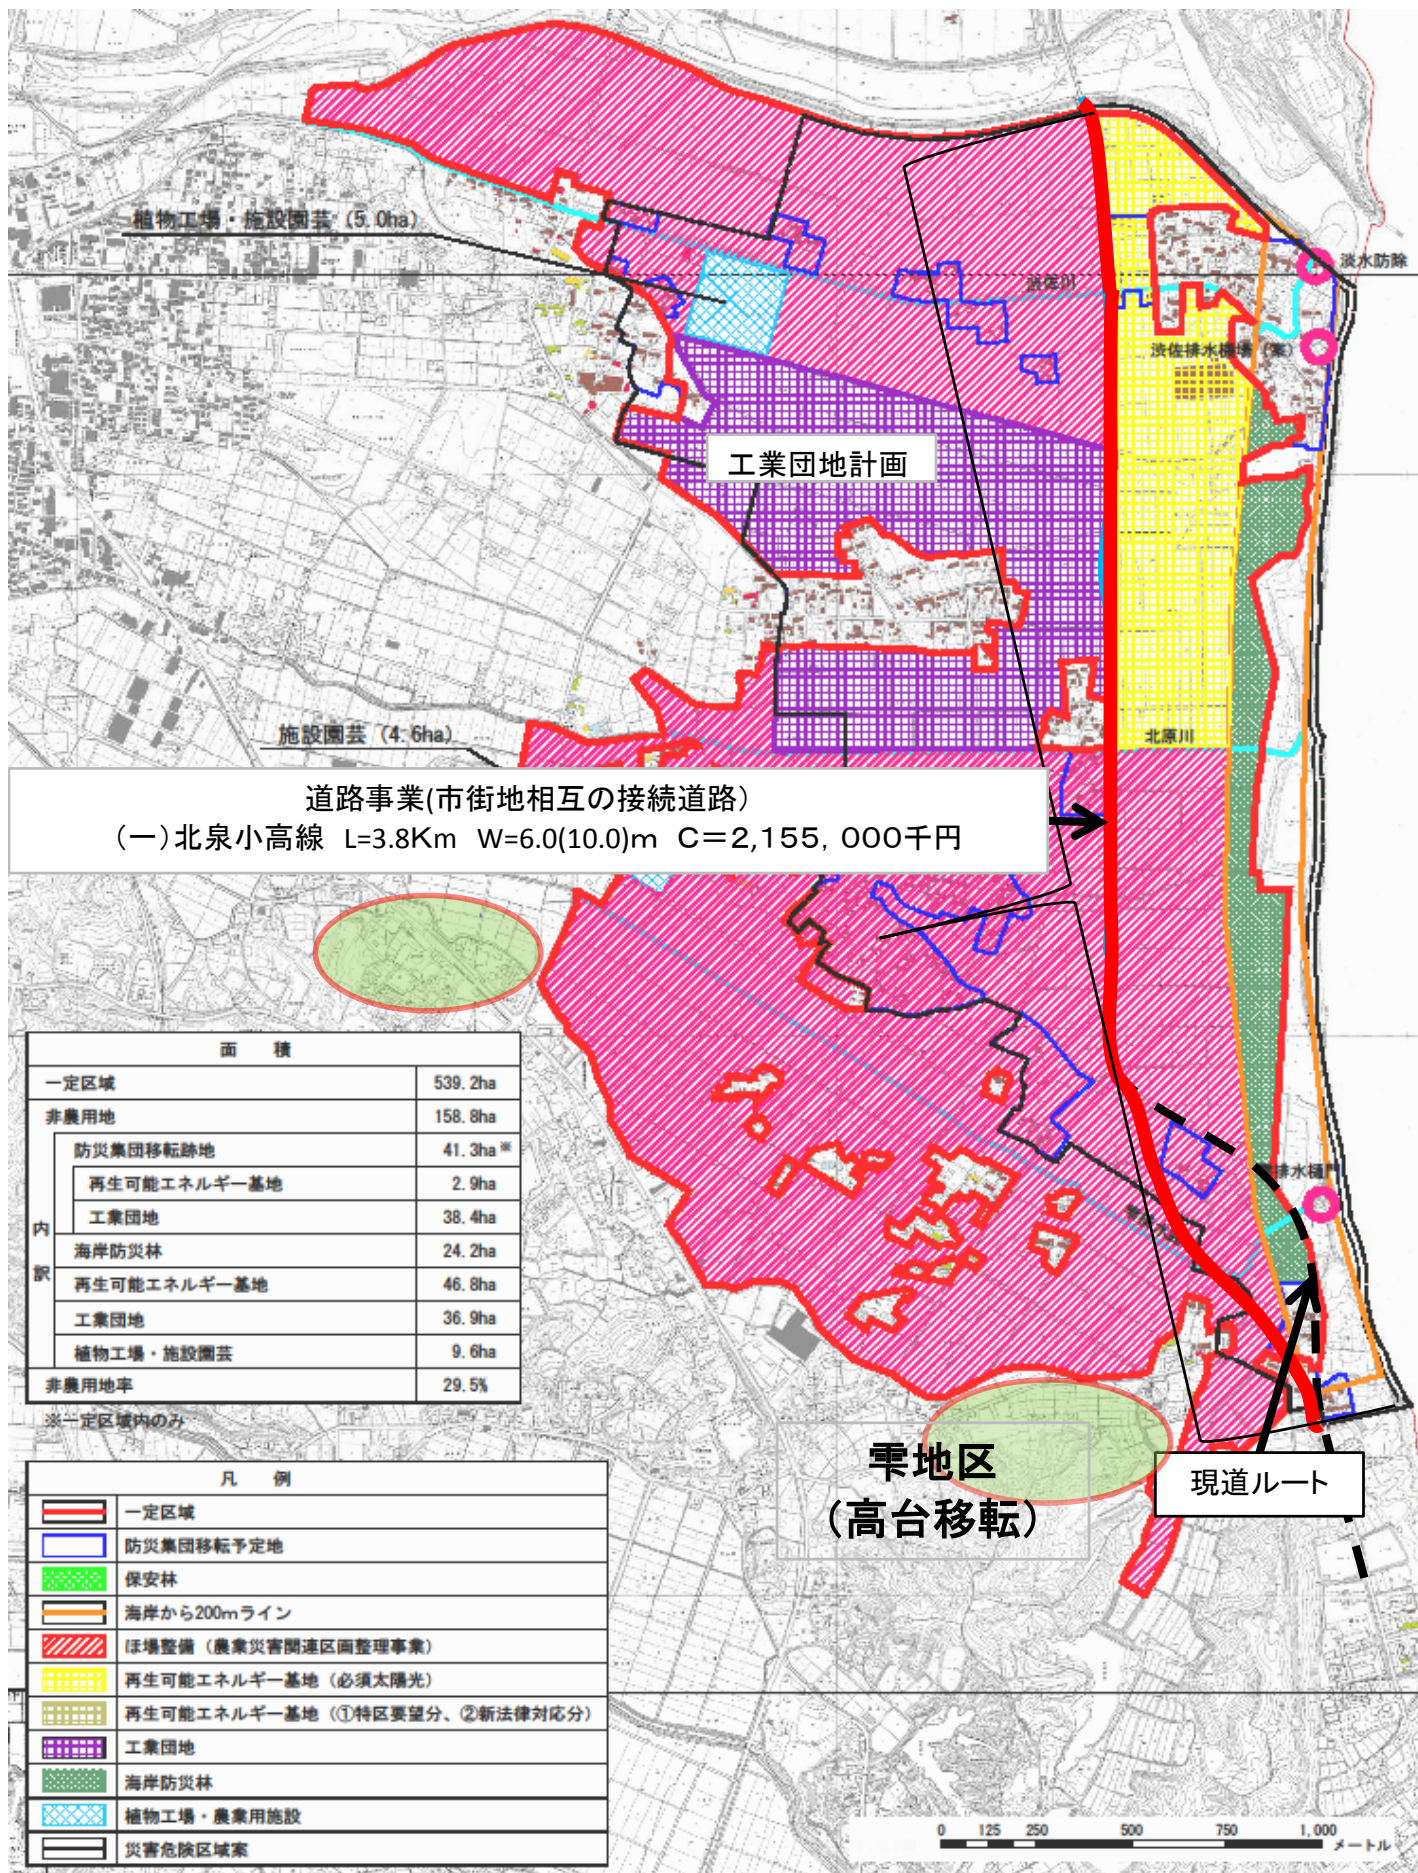 植物工場・施設園芸（5.0ha）
淡水防除
渋佐川
渋佐排水機場（案）
工業団地計画
北原川
施設園芸（4.6ha）
道路事業(市街地相互の接続道路）
（一）北泉小高線 L=3.8Km W=6.0(10.0)m C＝2,155，000千円
面 積
一定区域 539.2ha
非農用地 158.8ha
内訳
防災集団移転跡地 41.3ha※
再生可能エネルギー基地 2.9ha
工業団地 38.4ha
海岸防災林 24.2ha
再生可能エネルギー基地 46.8ha
工業団地 36.9ha
植物工場・施設園芸 9.6ha
非農用地率 29.5%
※一定区域内のみ
排水樋門
雫地区
（高台移転）
現道ルート
凡 例
一定区域
防災集団移転予定地
保安林
海岸から200mライン
ほ場整備（農業災害関連区画整理事業）
再生可能エネルギー基地（必須太陽光）
再生可能エネルギー基地（①特区要望分、②新法律対応分）
工業団地
海岸防災林
植物工場・農業用施設
災害危険区域案
0 125 250 500 750 1,000
メートル